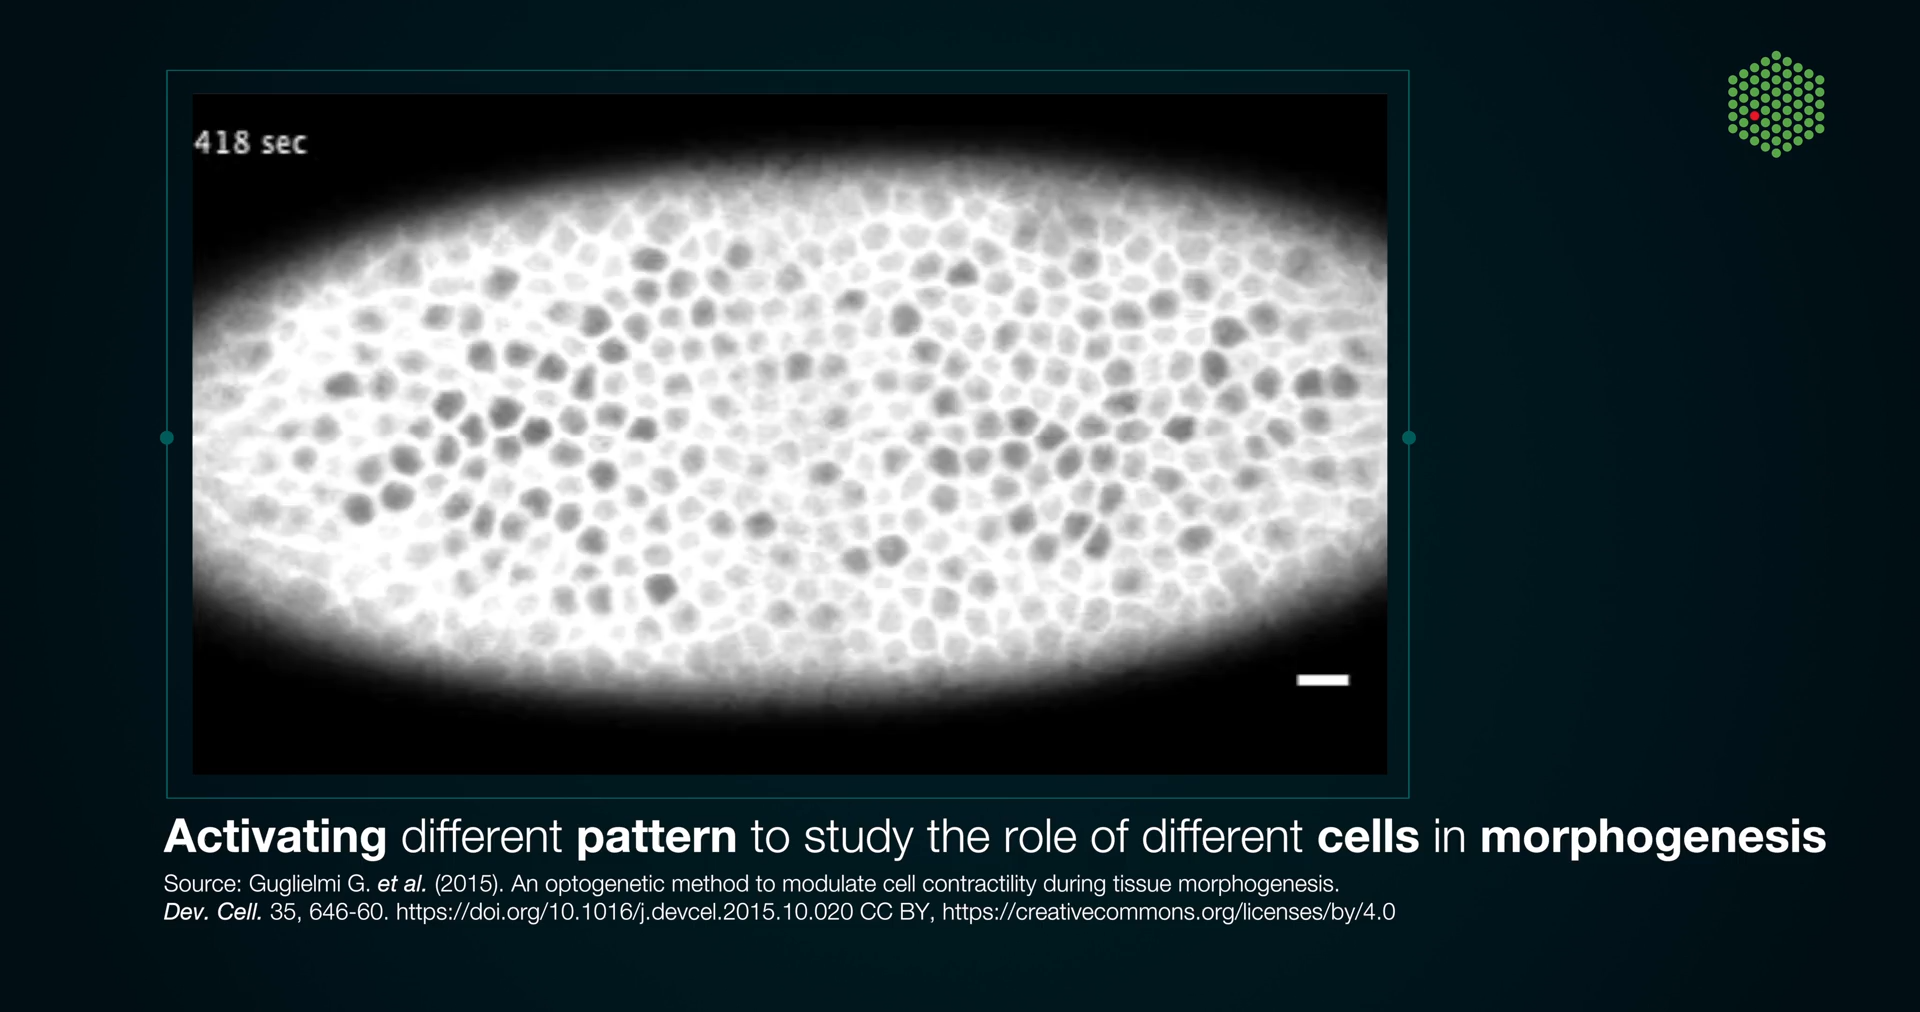 418 sec
Activating different pattern to study the role of different cells in morphogenesis
Source: Guglielmi G. et al. (2015). An optogenetic method to modulate cell contractility during tissue morphogenesis.
Dev. Cell. 35, 646-60. https://doi.org/10.1016/j.devcel.2015.10.020 CC BY, https://creativecommons.org/licenses/by/4.0